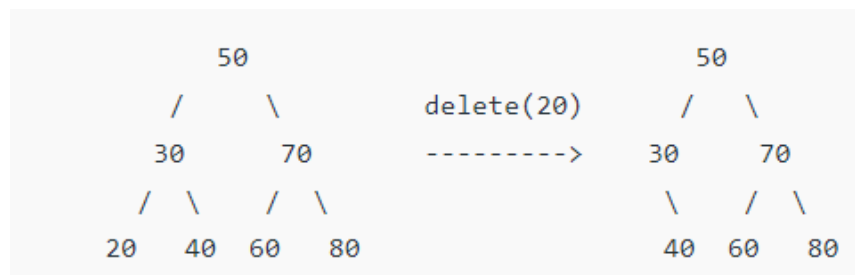 50 50
/ \ delete(20) / \
30 70 ---------> 30 70
/ \ / \ \ / \
20 40 60 80 40 60 80